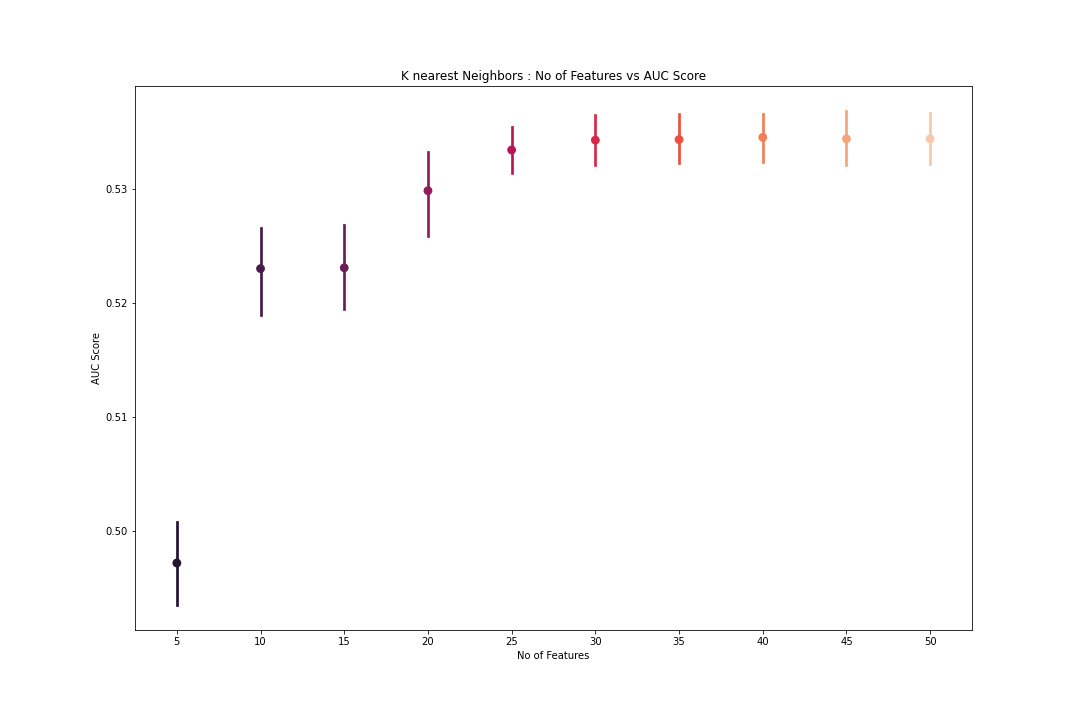 K nearest Neighbors : No of Features vs AUC Score
AUC Score
0.53
0.52
0.51
0.50
5 10 15 20 25 30 35 40 45 50
No of Features